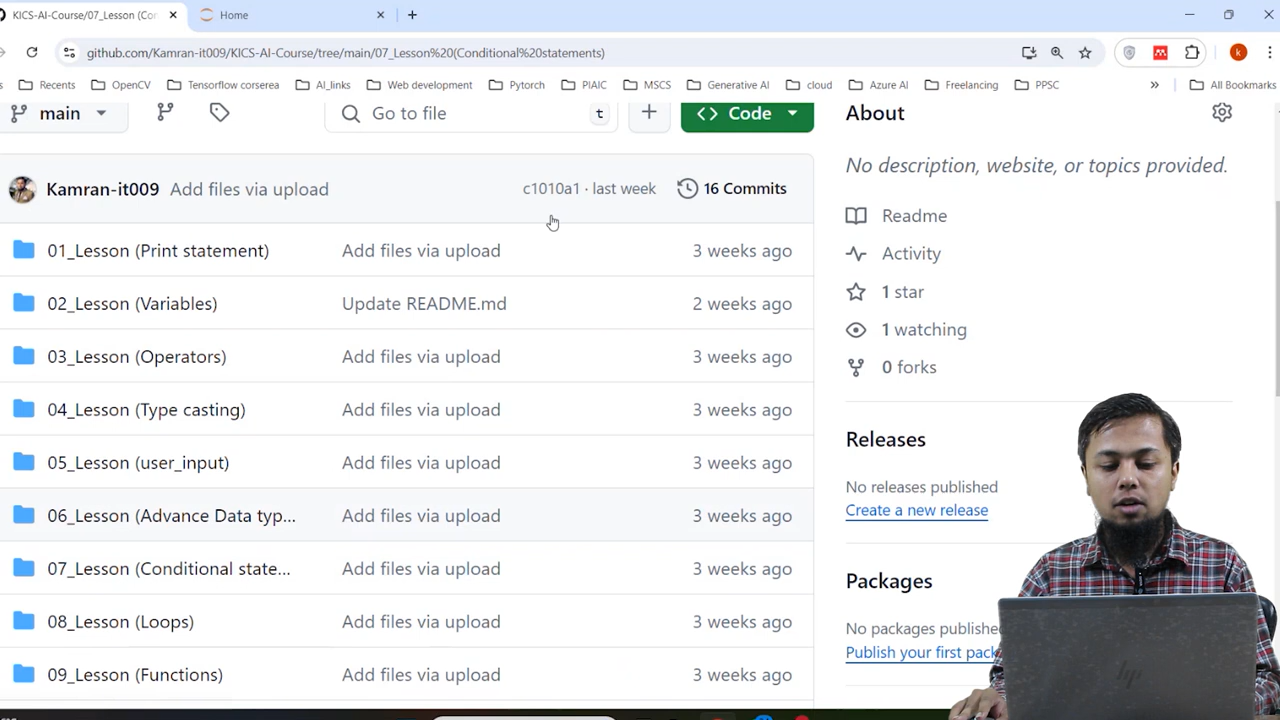 KICS-AI-Course/07_Lesson (Cor
Home
github.com/Kamran-it009/KICS-AI-Course/tree/main/07_Lesson%20(Conditional%20statements)
k
s
Recents
OpenCV
Tensorflow corserea
AI_links
Web development
Pytorch
PIAIC
MSCS
Generative AI
cloud
Azure AI
Freelancing
PPSC
»
All Bookmarks
main
Go to file
t
Code
About
No description, website, or topics provided.
Kamran-it009 Add files via upload
c1010a1 · last week
16 Commits
Readme
01_Lesson (Print statement) Add files via upload 3 weeks ago
Activity
1 star
02_Lesson (Variables) Update README.md 2 weeks ago
1 watching
03_Lesson (Operators) Add files via upload 3 weeks ago
0 forks
04_Lesson (Type casting) Add files via upload 3 weeks ago
Releases
05_Lesson (user_input) Add files via upload 3 weeks ago
No releases published
Create a new release
06_Lesson (Advance Data typ... Add files via upload 3 weeks ago
07_Lesson (Conditional state... Add files via upload 3 weeks ago
Packages
08_Lesson (Loops) Add files via upload 3 weeks ago
No packages published
Publish your first pack
09_Lesson (Functions) Add files via upload 3 weeks ago
hp